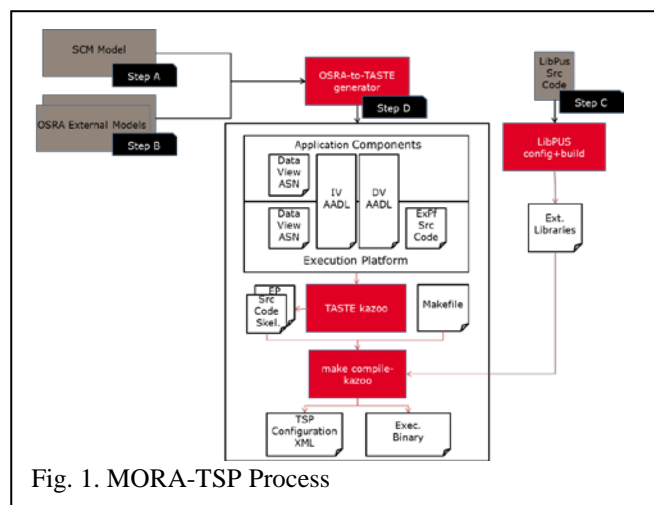 SCM Model
Step A
OSRA External Models
Step B
OSRA-to-TASTE
generator
Step D
LibPus
Src
Code
Step C
LibPUS
config+build
Ext.
Libraries
Application Components
Data
View
ASN
IV
AADL
DV
AADL
Data
View
ASN
ExPf
Src
Code
Execution Platform
EP
Src
Code
Skel.
TASTE kazoo
Makefile
make compile-
kazoo
TSP
Configuration
XML
Exec.
Binary
Fig. 1. MORA-TSP Process